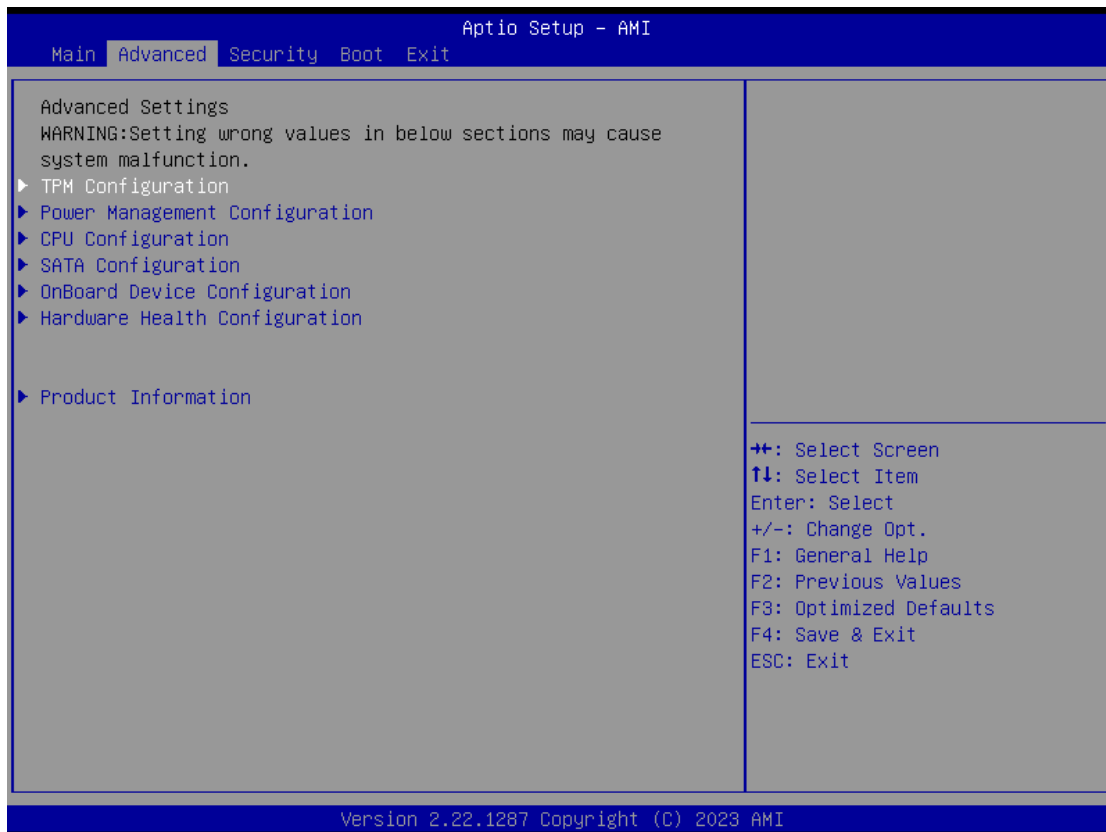 Aptio Setup – AMI
Main Advanced Security Boot Exit
Advanced Settings
WARNING:Setting wrong values in below sections may cause
system malfunction.
▶ TPM Configuration
▶ Power Management Configuration
▶ CPU Configuration
▶ SATA Configuration
▶ OnBoard Device Configuration
▶ Hardware Health Configuration
▶ Product Information
→←: Select Screen
↑↓: Select Item
Enter: Select
+/-: Change Opt.
F1: General Help
F2: Previous Values
F3: Optimized Defaults
F4: Save & Exit
ESC: Exit
Version 2.22.1287 Copyright (C) 2023 AMI